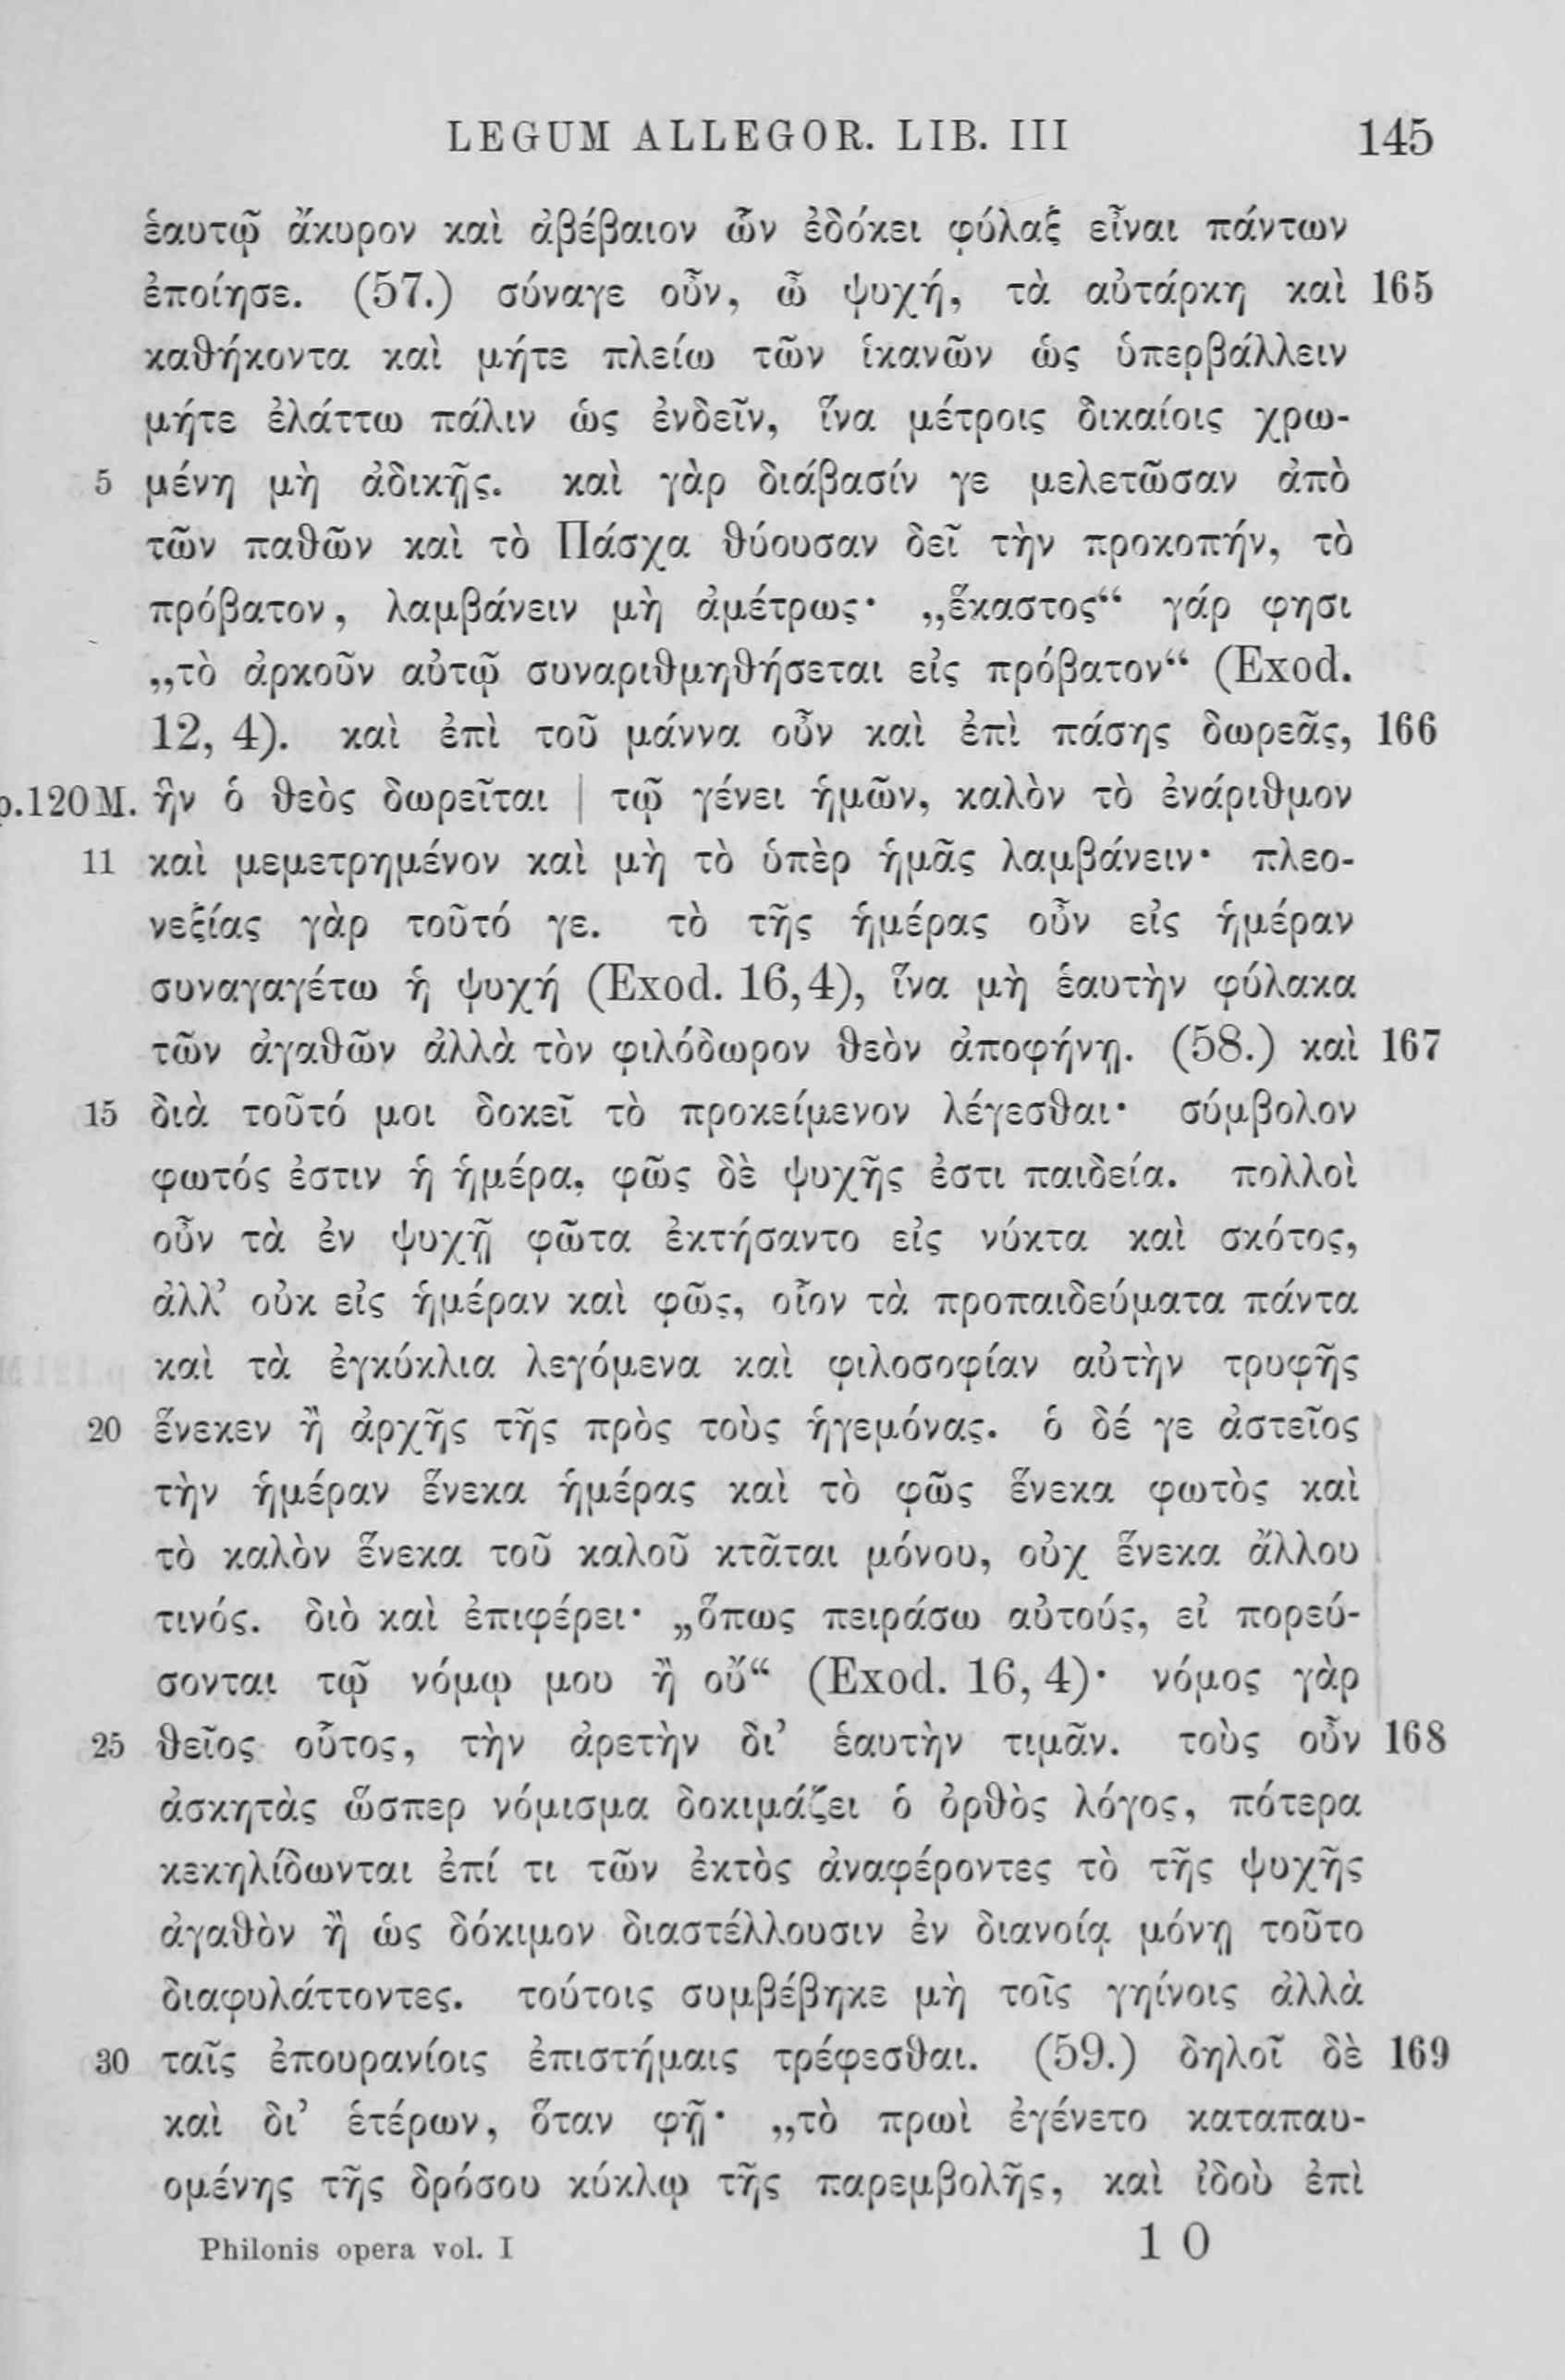 LEGUM ALLEGOR. LIB. III 145
ἑαυτῷ ἄκυρον καὶ ἀβέβαιον ὧν ἐδόκει φύλαξ εἶναι πάντων
ἐποίησε. (57.) σύναγε οὖν, ὦ ψυχή, τὰ αὐτάρκη καὶ 165
καθήκοντα καὶ μήτε πλείω τῶν ἱκανῶν ὡς ὑπερβάλλειν
μήτε ἐλάττω πάλιν ὡς ἐνδεῖν, ἵνα μέτροις δικαίοις χρω-
5 μένη μὴ ἀδικῇς. καὶ γὰρ διάβασίν γε μελετῶσαν ἀπὸ
τῶν παθῶν καὶ τὸ Πάσχα θύουσαν δεῖ τὴν προκοπήν, τὸ
πρόβατον, λαμβάνειν μὴ ἀμέτρως· „ἕκαστος“ γάρ φησι
„τὸ ἀρκοῦν αὐτῷ συναριθμηθήσεται εἰς πρόβατον“ (Exod.
12, 4). καὶ ἐπὶ τοῦ μάννα οὖν καὶ ἐπὶ πάσης δωρεᾶς, 166
p.120 M. ἣν ὁ θεὸς δωρεῖται | τῷ γένει ἡμῶν, καλὸν τὸ ἐνάριθμον
11 καὶ μεμετρημένον καὶ μὴ τὸ ὑπὲρ ἡμᾶς λαμβάνειν· πλεο-
νεξίας γὰρ τοῦτό γε. τὸ τῆς ἡμέρας οὖν εἰς ἡμέραν
συναγαγέτω ἡ ψυχή (Exod. 16,4), ἵνα μὴ ἑαυτὴν φύλακα
τῶν ἀγαθῶν ἀλλὰ τὸν φιλόδωρον θεὸν ἀποφήνῃ. (58.) καὶ 167
15 διὰ τοῦτό μοι δοκεῖ τὸ προκείμενον λέγεσθαι· σύμβολον
φωτός ἐστιν ἡ ἡμέρα, φῶς δὲ ψυχῆς ἐστι παιδεία. πολλοὶ
οὖν τὰ ἐν ψυχῇ φῶτα ἐκτήσαντο εἰς νύκτα καὶ σκότος,
ἀλλ’ οὐκ εἰς ἡμέραν καὶ φῶς, οἷον τὰ προπαιδεύματα πάντα
καὶ τὰ ἐγκύκλια λεγόμενα καὶ φιλοσοφίαν αὐτὴν τρυφῆς
20 ἕνεκεν ἢ ἀρχῆς τῆς πρὸς τοὺς ἡγεμόνας. ὁ δέ γε ἀστεῖος
τὴν ἡμέραν ἕνεκα ἡμέρας καὶ τὸ φῶς ἕνεκα φωτὸς καὶ
τὸ καλὸν ἕνεκα τοῦ καλοῦ κτᾶται μόνου, οὐχ ἕνεκα ἄλλου
τινός. διὸ καὶ ἐπιφέρει· „ὅπως πειράσω αὐτούς, εἰ πορεύ-
σονται τῷ νόμῳ μου ἢ οὔ“ (Exod. 16, 4)· νόμος γὰρ
25 θεῖος οὗτος, τὴν ἀρετὴν δι’ ἑαυτὴν τιμᾶν. τοὺς οὖν 168
ἀσκητὰς ὥσπερ νόμισμα δοκιμάζει ὁ ὀρθὸς λόγος, πότερα
κεκηλίδωνται ἐπί τι τῶν ἐκτὸς ἀναφέροντες τὸ τῆς ψυχῆς
ἀγαθὸν ἢ ὡς δόκιμον διαστέλλουσιν ἐν διανοίᾳ μόνῃ τοῦτο
διαφυλάττοντες. τούτοις συμβέβηκε μὴ τοῖς γηίνοις ἀλλὰ
30 ταῖς ἐπουρανίοις ἐπιστήμαις τρέφεσθαι. (59.) δηλοῖ δὲ 169
καὶ δι’ ἑτέρων, ὅταν φῇ· „τὸ πρωὶ ἐγένετο καταπαυ-
ομένης τῆς δρόσου κύκλῳ τῆς παρεμβολῆς, καὶ ἰδοὺ ἐπὶ
Philonis opera vol. I 10